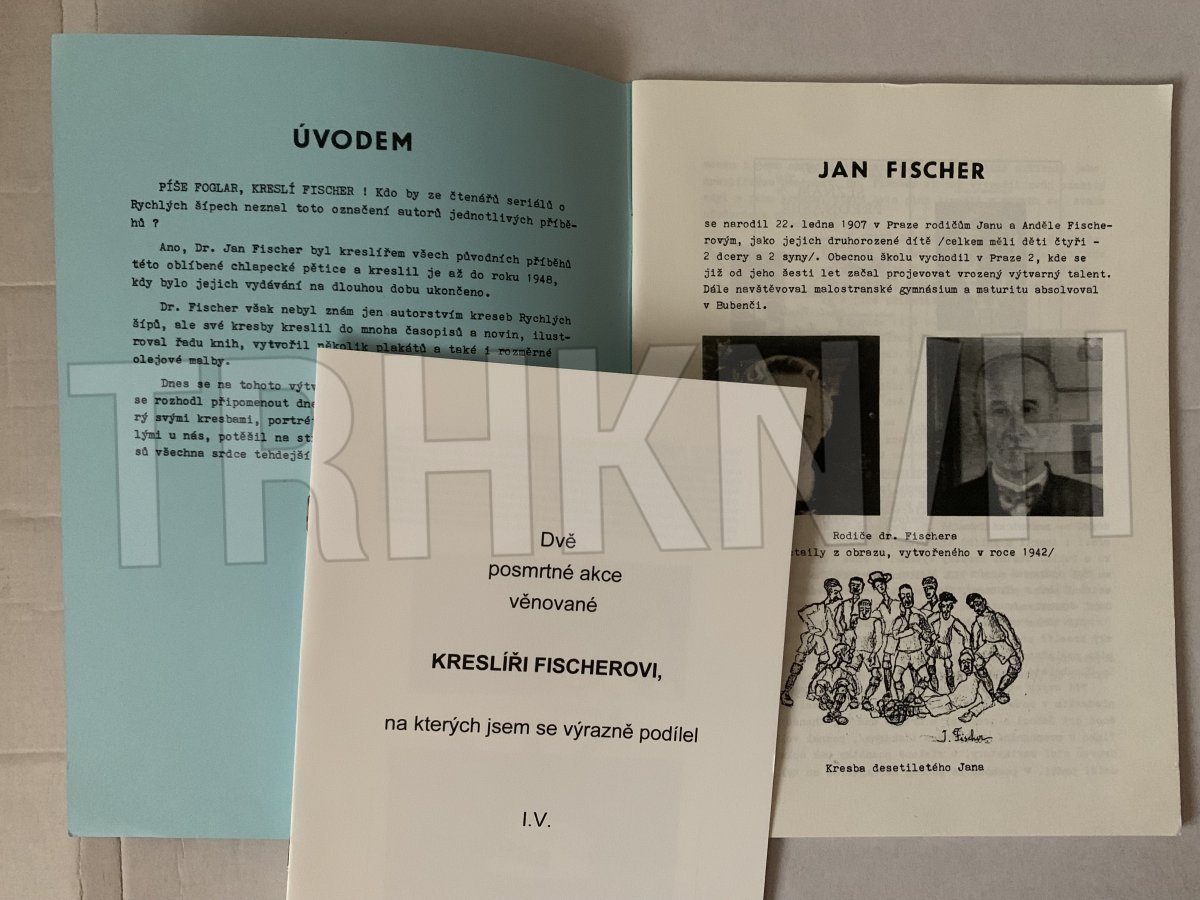 ÚVODEM
PÍŠE FOGLAR, KRESLÍ FISCHER ! Kdo by ze čtenářů seriálů o
Rychlých šípech neznal toto označení autorů jednotlivých příbě-
hů ?
Ano, Dr. Jan Fischer byl kreslířem všech původních příběhů
této oblíbené chlapecké pětice a kreslil je až do roku 1948,
kdy bylo jejich vydávání na dlouhou dobu ukončeno.
Dr. Fischer však nebyl znám jen autorstvím kreseb Rychlých
šípů, ale své kresby kreslil do mnoha časopisů a novin, ilust-
roval řadu knih, vytvořil několik plakátů a také i rozměrné
olejové malby.
Dnes se na tohoto
se rozhodl připomenout
rý svými kresbami,
lými u nás, potěšil na
sů všechna srdce tehdejší
JAN FISCHER
se narodil 22. ledna 1907 v Praze rodičům Janu a Anděle Fische-
rovým, jako jejich druhorozené dítě /celkem měli děti čtyři -
2 dcery a 2 syny/. Obecnou školu vychodil v Praze 2, kde se
již od jeho šesti let začal projevovat vrozený výtvarný talent.
Dále navštěvoval malostranské gymnásium a maturitu absolvoval
v Bubenči.
Rodiče dr. Fischera
taily z obrazu, vytvořeného v roce 1942/
J. Fischer
Kresba desetiletého Jana
Dvě
posmrtné akce
věnované
KRESLÍŘI FISCHEROVI,
na kterých jsem se výrazně podílel
I.V.
TRHKNIH